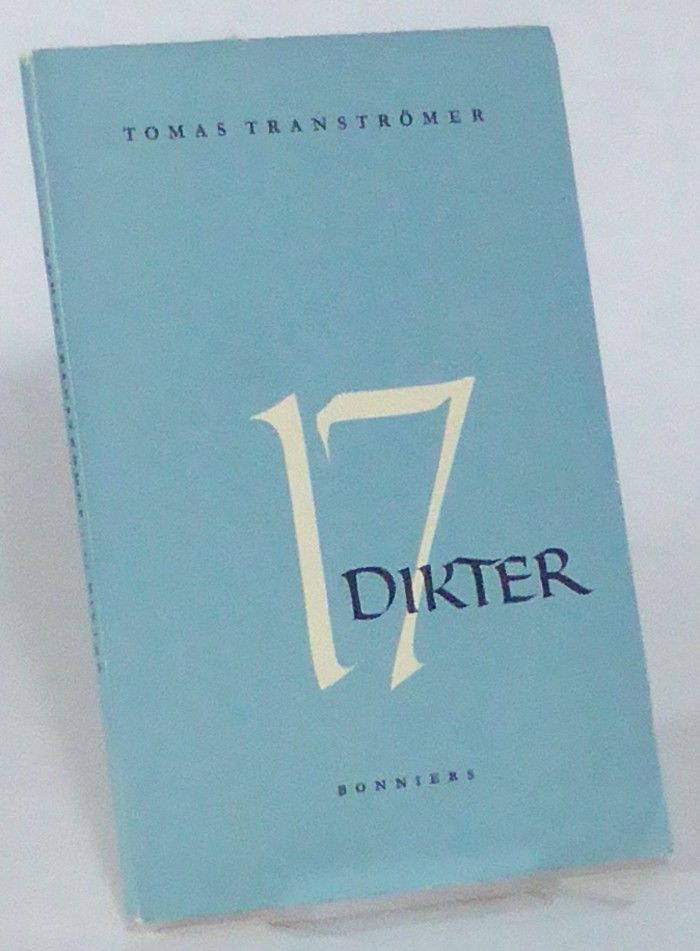 TOMAS TRANSTRÖMER
17
DIKTER
BONNIERS